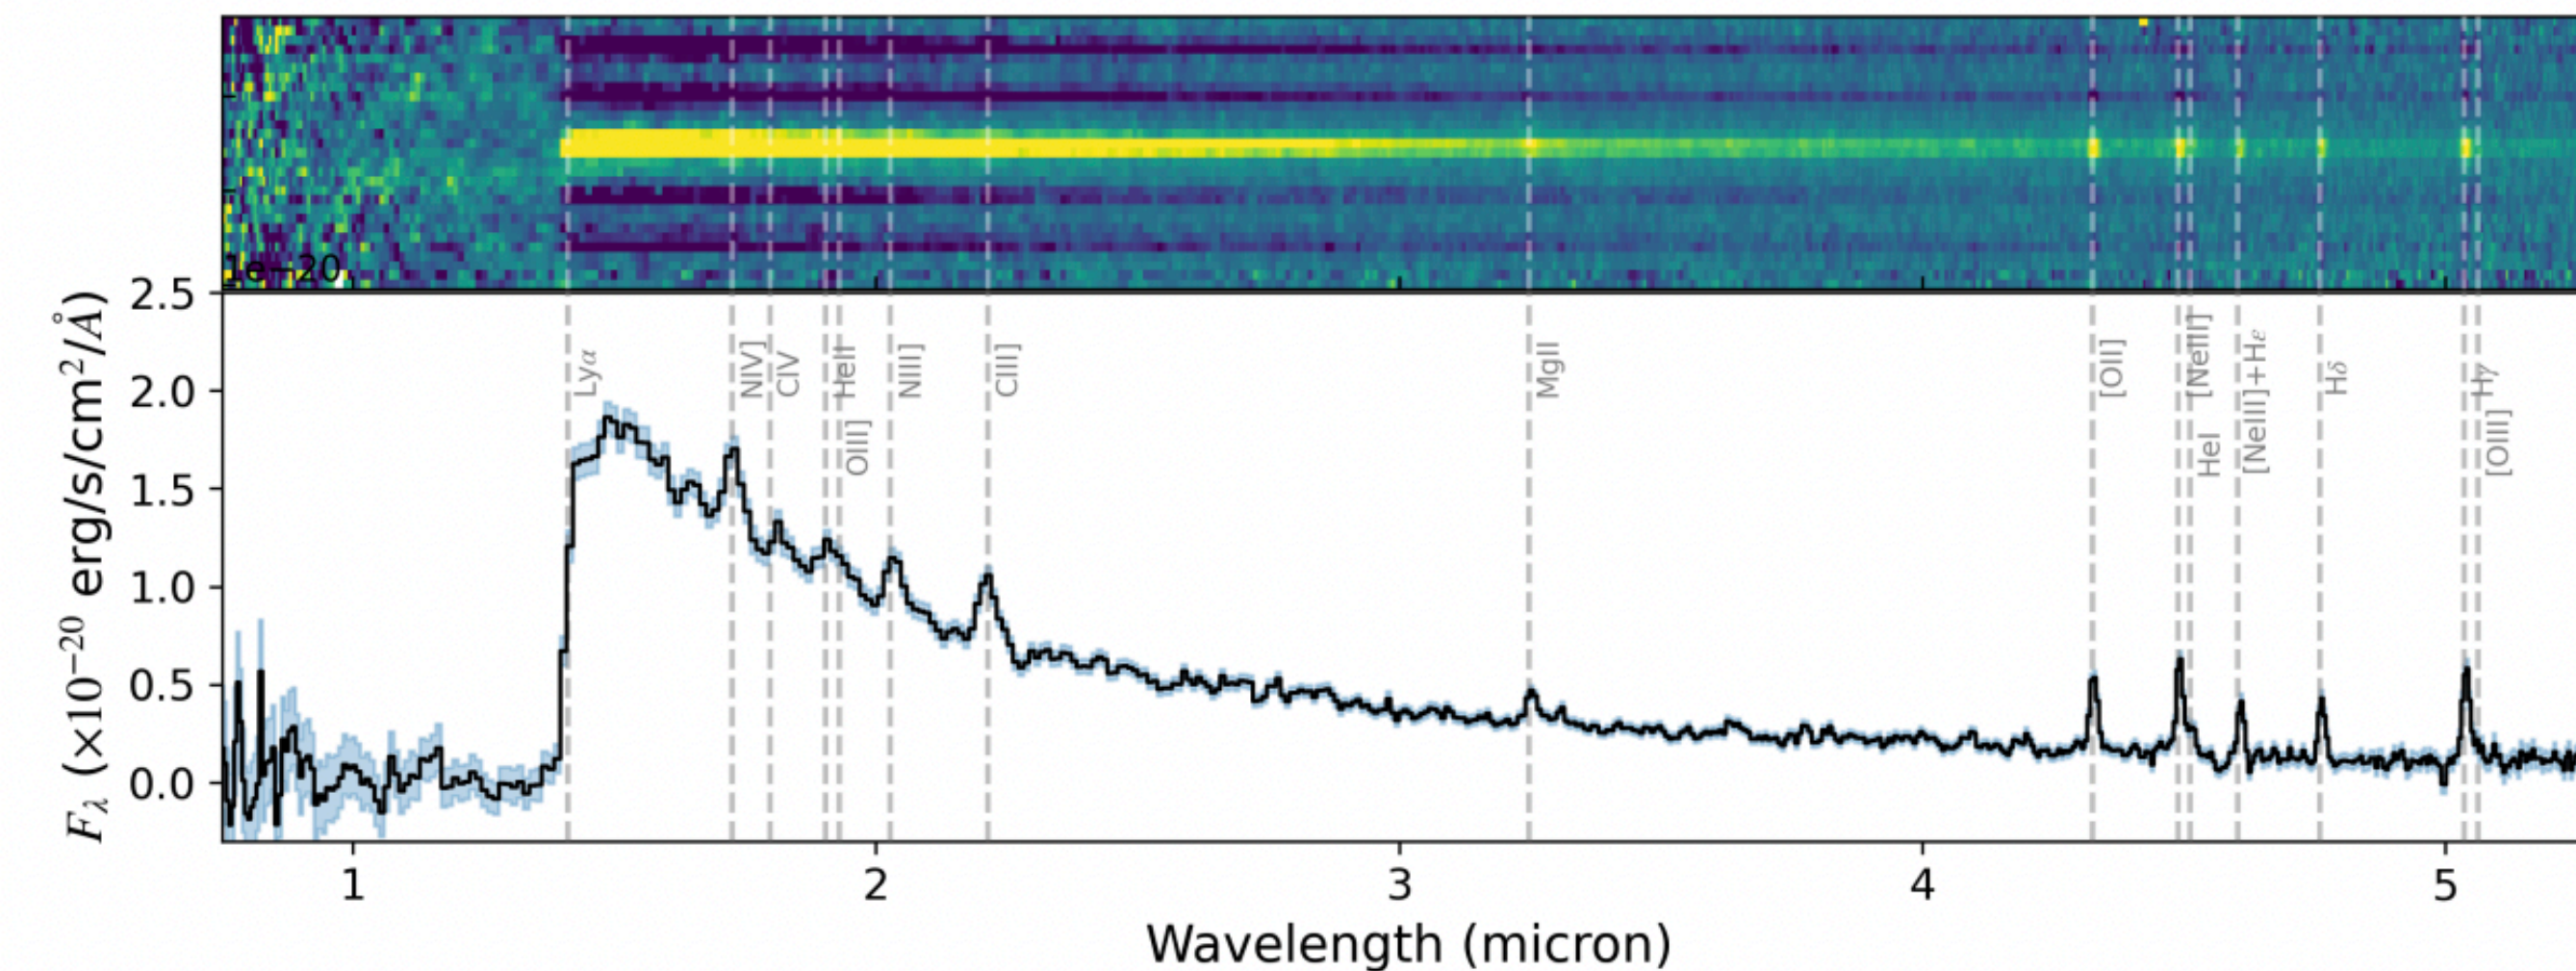 1e−20
2.5
2.0
1.5
1.0
0.5
0.0
Fλ (×10−20 erg/s/cm2/Å)
Lyα
NIV]
CIV
HeII
OIII]
NIII]
CIII]
MgII
[OII]
[NeIII]
HeI
[NeIII]+Hε
Hδ
Hγ
[OIII]
1 2 3 4 5
Wavelength (micron)